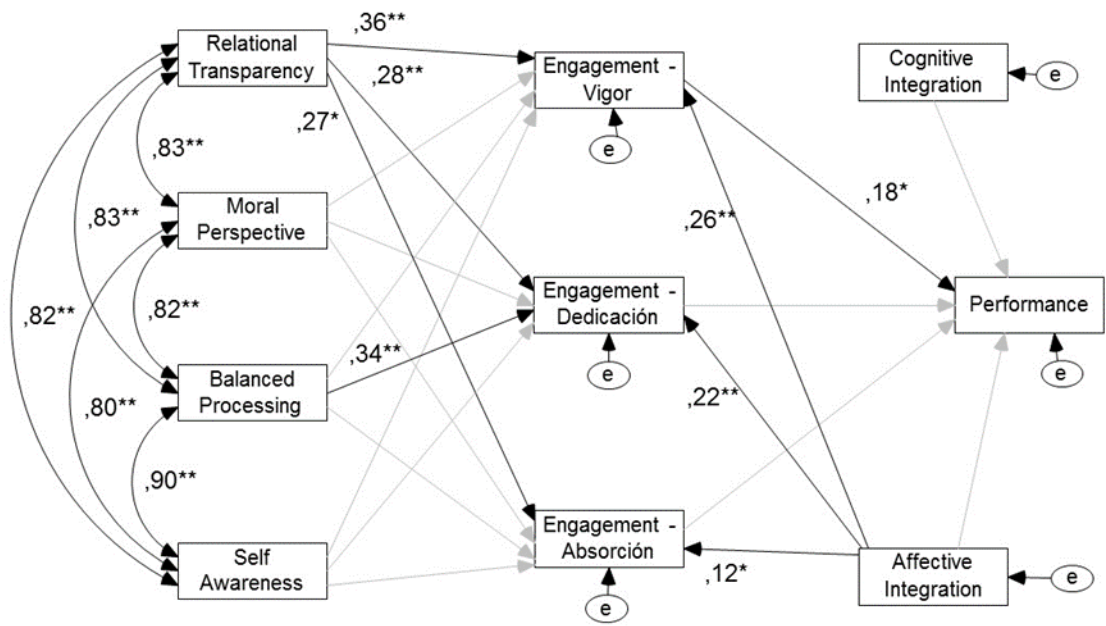 Relational
Transparency
,36**
,28**
,27*
,83**
Moral
Perspective
,83**
,82**
,82**
Balanced
Processing
,34**
,80**
,90**
Self
Awareness
Engagement -
Vigor
e
Engagement -
Dedicación
e
Engagement -
Absorción
e
Cognitive
Integration
e
,18*
,26**
Performance
e
,22**
,12*
Affective
Integration
e